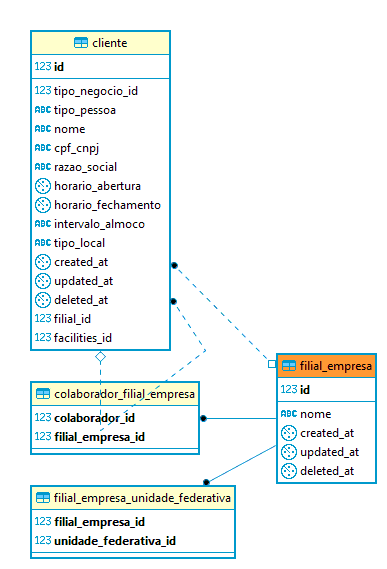 cliente
123 id
123 tipo_negocio_id
ABC tipo_pessoa
ABC nome
ABC cpf_cnpj
ABC razao_social
horario_abertura
horario_fechamento
ABC intervalo_almoco
ABC tipo_local
created_at
updated_at
deleted_at
123 filial_id
123 facilities_id
filial_empresa
123 id
ABC nome
created_at
updated_at
deleted_at
colaborador_filial_empresa
123 colaborador_id
123 filial_empresa_id
filial_empresa_unidade_federativa
123 filial_empresa_id
123 unidade_federativa_id